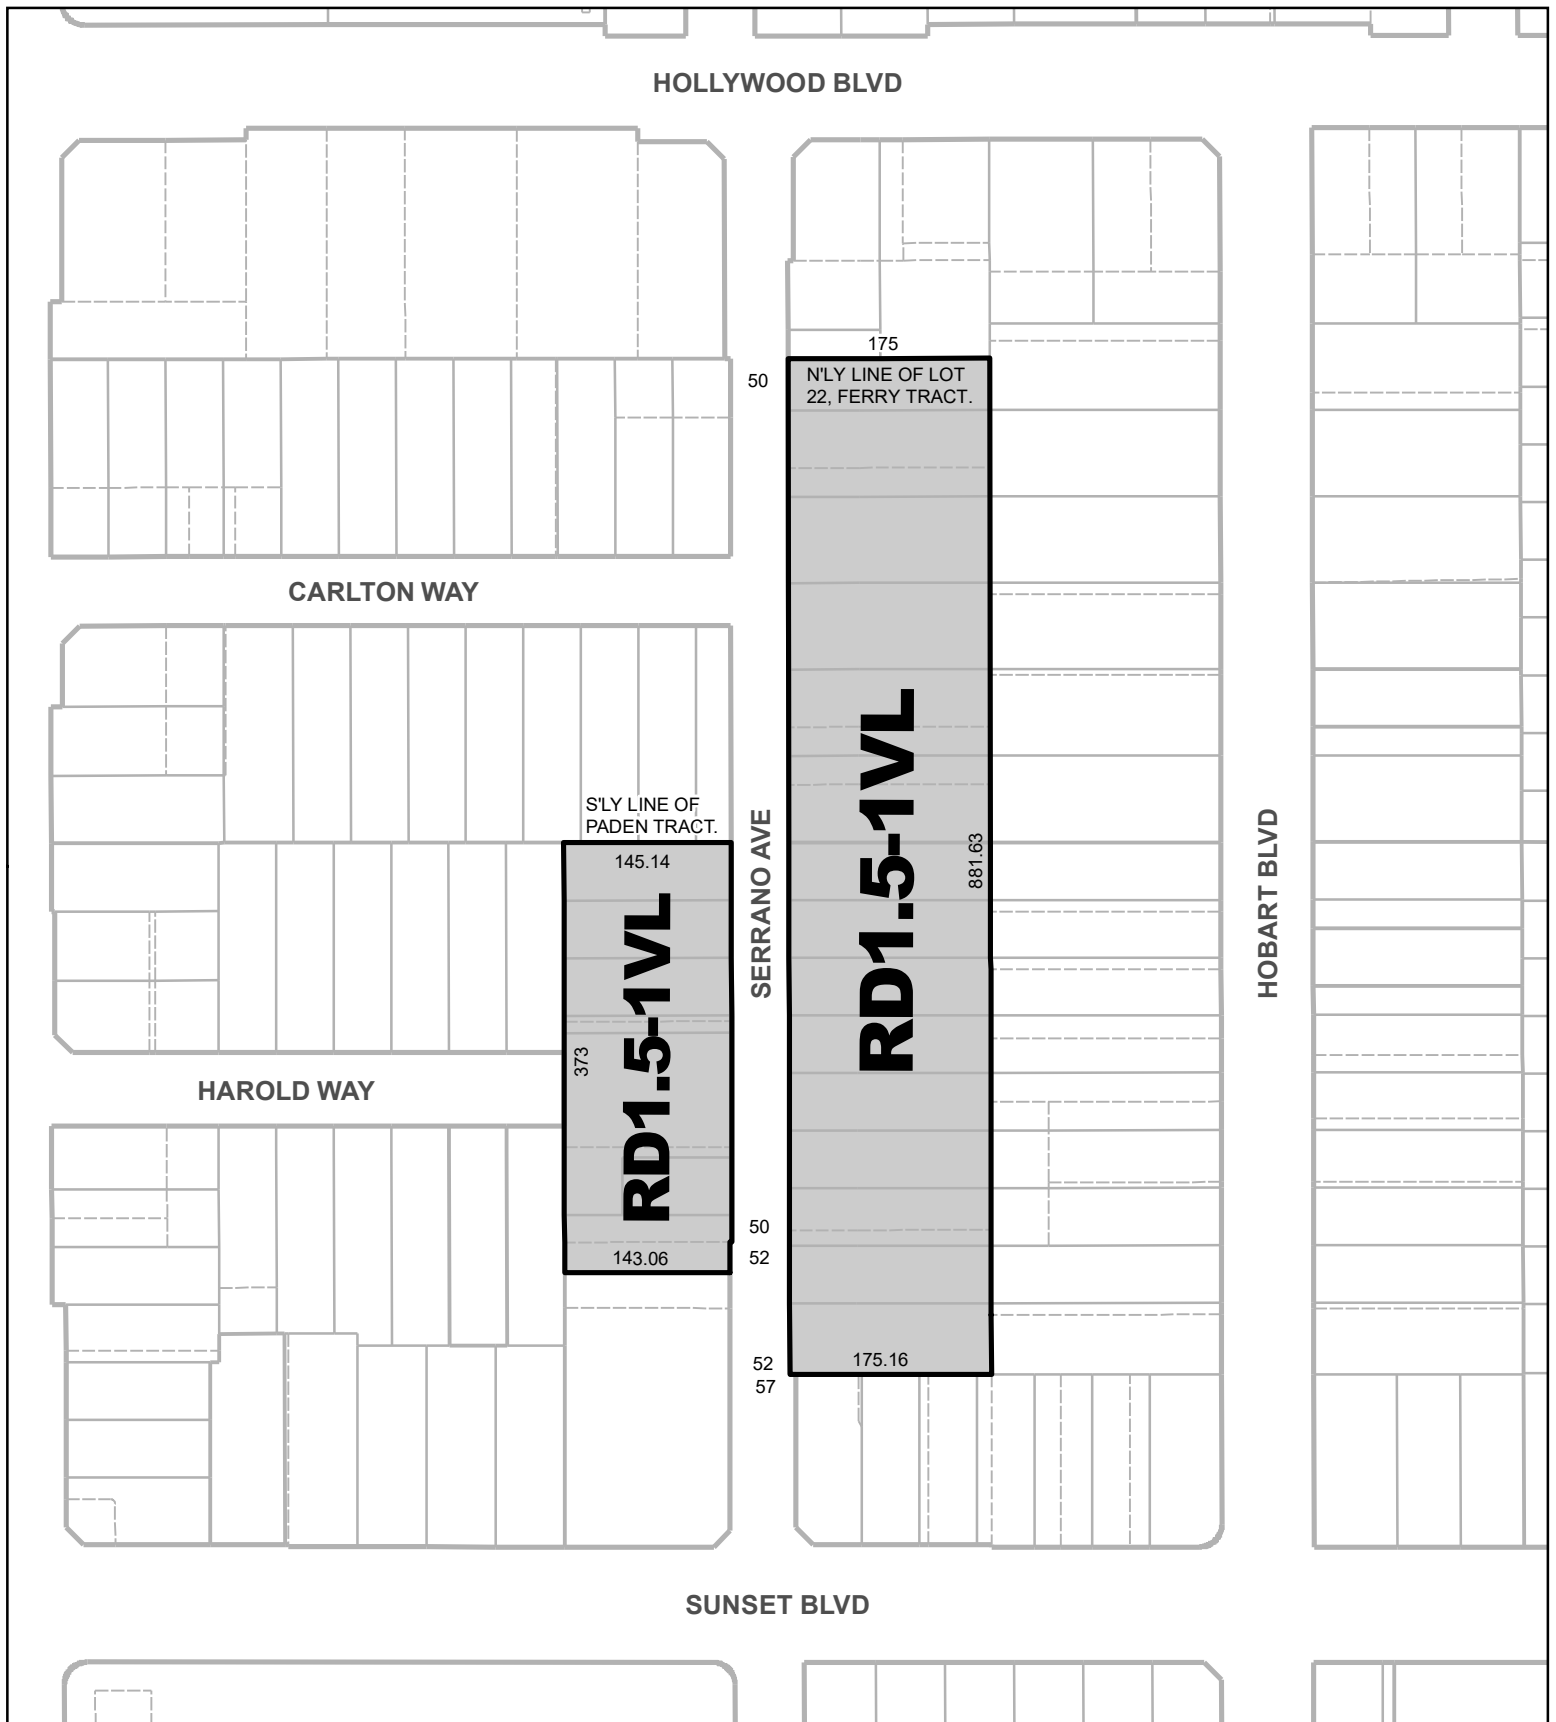 HOLLYWOOD BLVD
175
50
N'LY LINE OF LOT
22, FERRY TRACT.
CARLTON WAY
S'LY LINE OF
PADEN TRACT.
145.14
SERRANO AVE
RD1.5-1VL
881.63
HOBART BLVD
RD1.5-1VL
373
HAROLD WAY
50
143.06
52
52
175.16
57
SUNSET BLVD